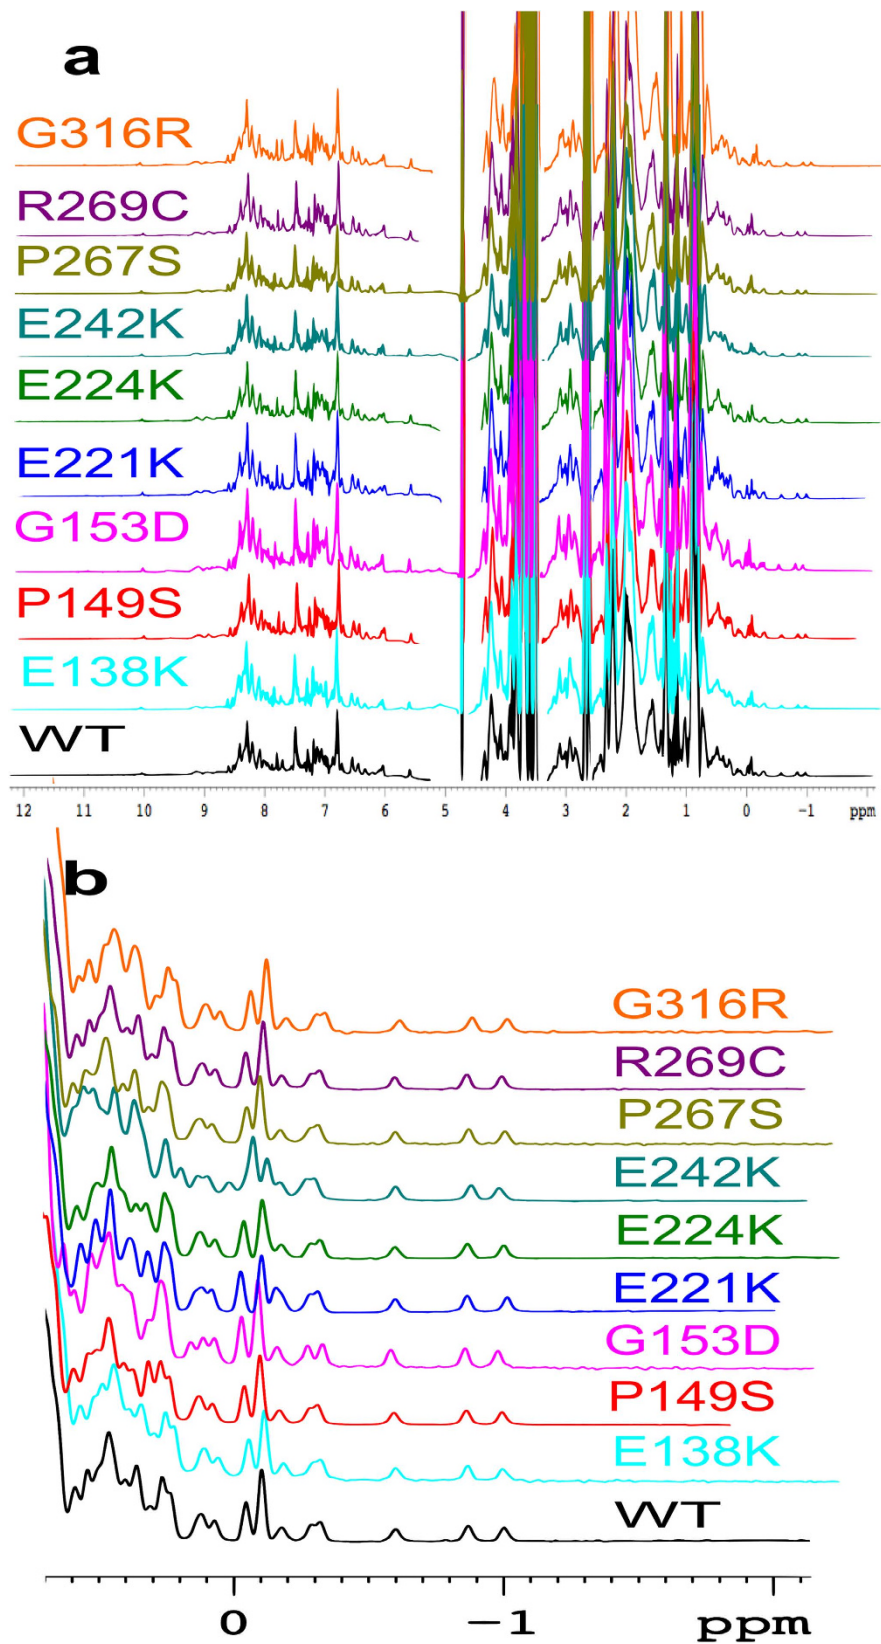 a
G316R
R269C
P267S
E242K
E224K
E221K
G153D
P149S
E138K
WT
12 11 10 9 8 7 6 5 4 3 2 1 0 −1 ppm
b
G316R
R269C
P267S
E242K
E224K
E221K
G153D
P149S
E138K
WT
0 −1 ppm